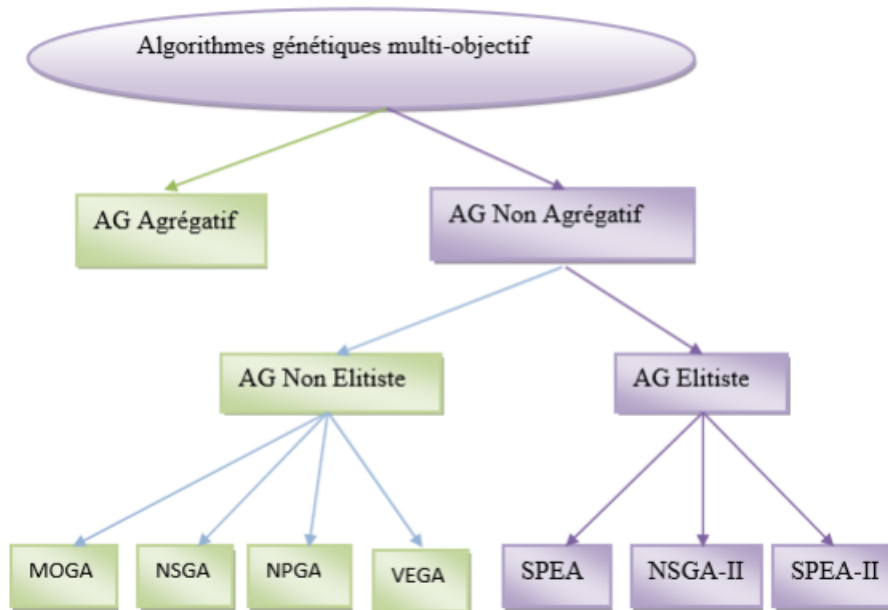 Algorithmes génétiques multi-objectif
AG Agrégatif
AG Non Agrégatif
AG Non Elitiste
AG Elitiste
MOGA
NSGA
NPGA
VEGA
SPEA
NSGA-II
SPEA-II